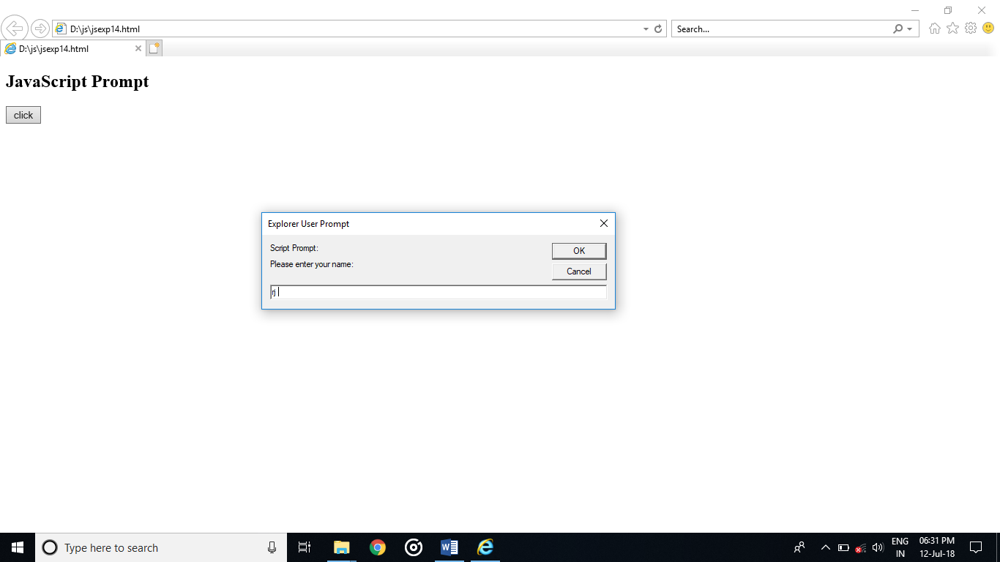 D:\js\jsexp14.html
Search...
D:\js\jsexp14.html
JavaScript Prompt
click
Explorer User Prompt
Script Prompt:
OK
Please enter your name:
Cancel
rj
Type here to search
ENG
IN
06:31 PM
12-Jul-18